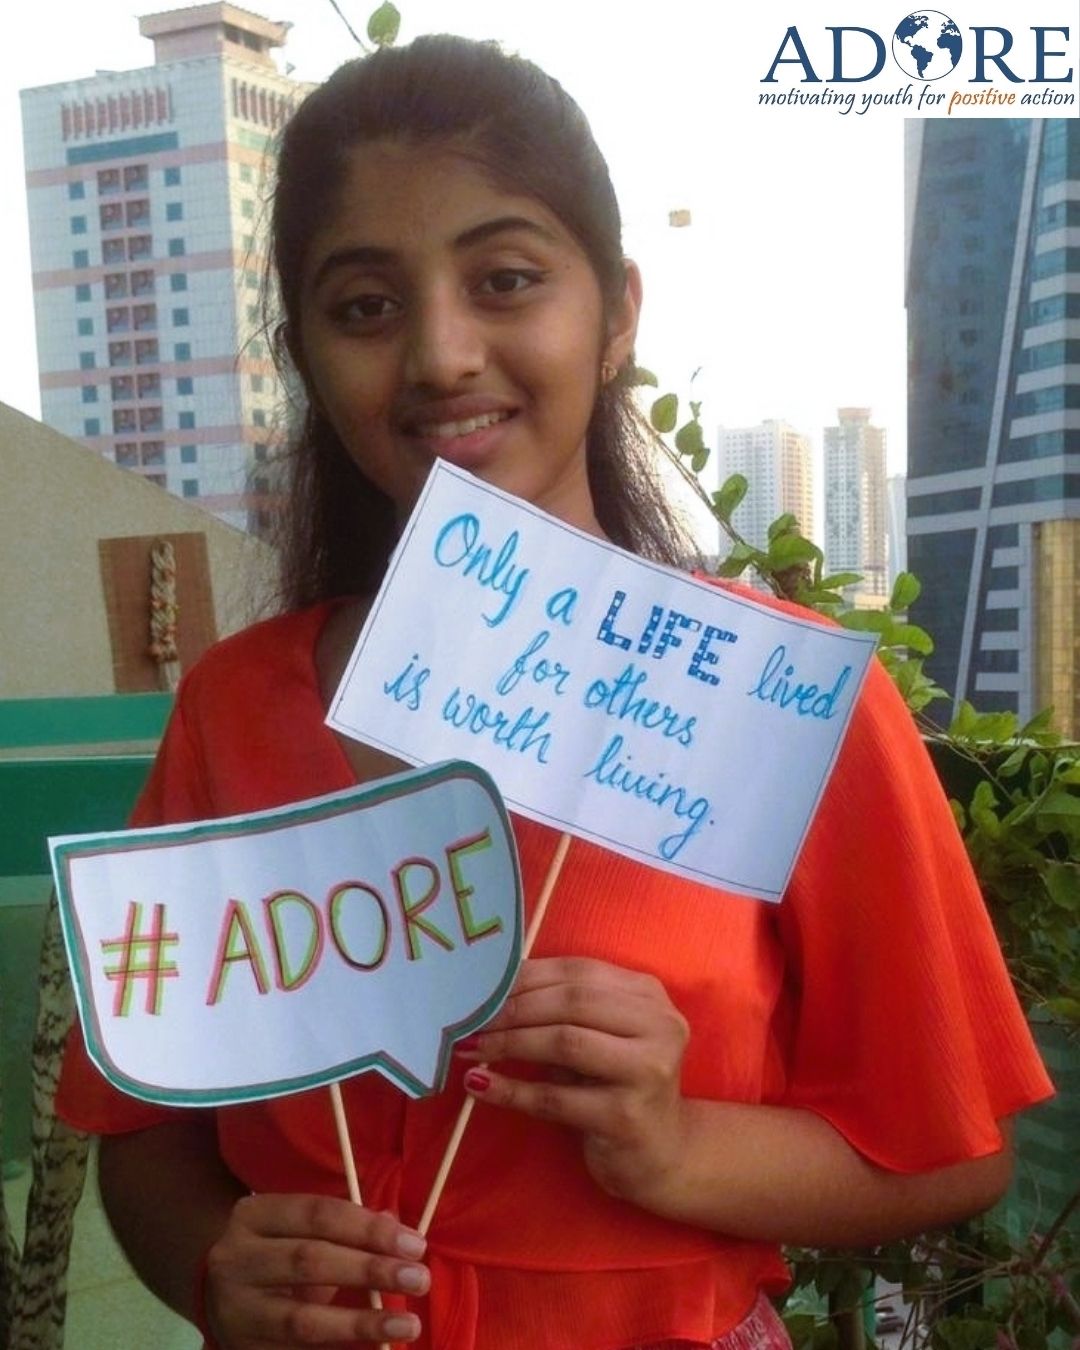 ADORE
motivating youth for positive action
Only a LIFE lived
for others
is worth living.
#ADORE